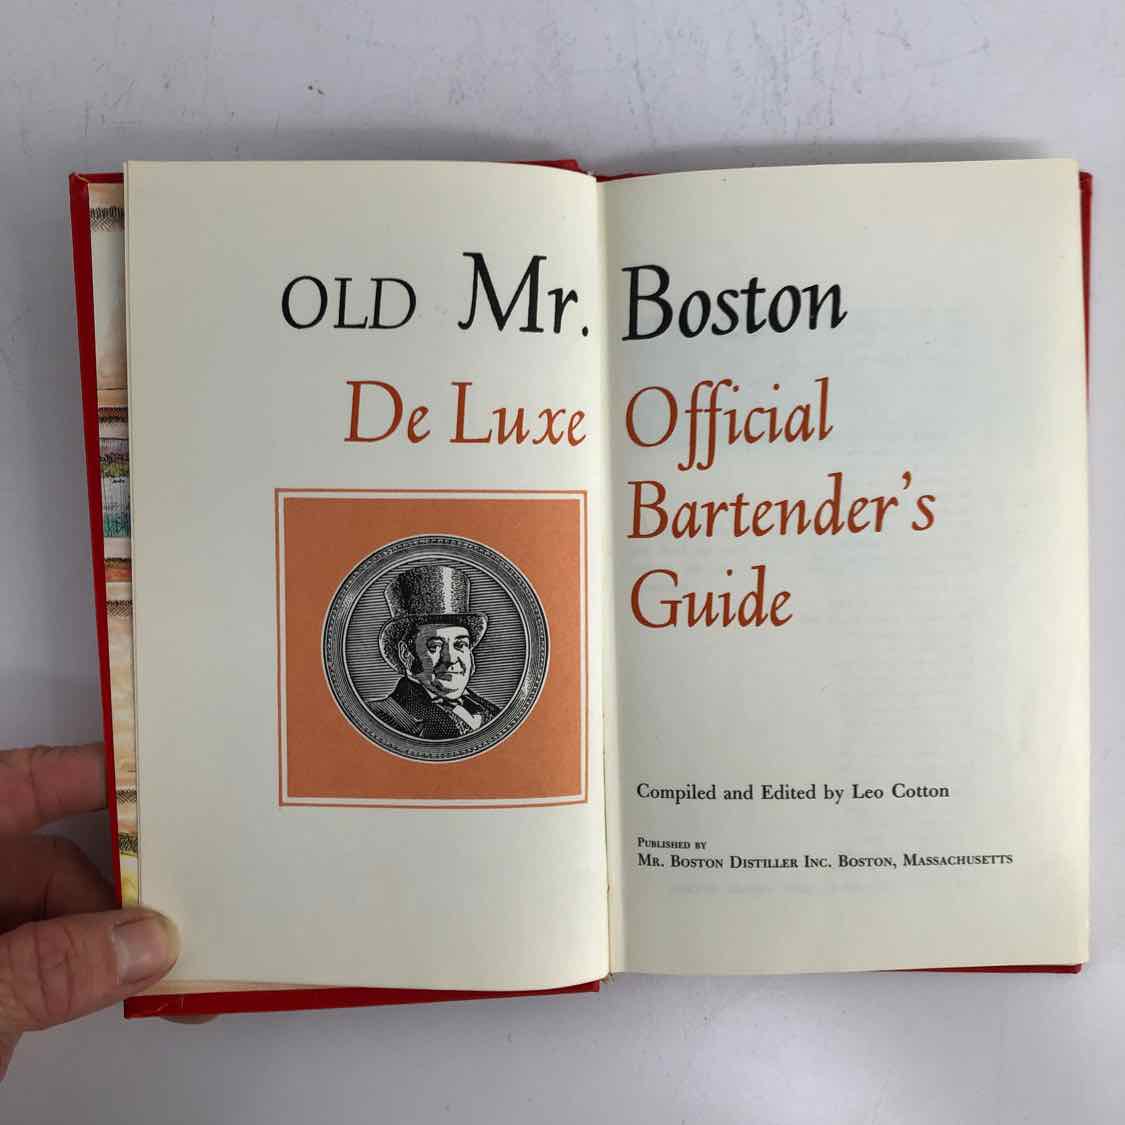 OLD Mr. Boston
De Luxe Official
Bartender's
Guide
Compiled and Edited by Leo Cotton
Published by
Mr. Boston Distiller Inc. Boston, Massachusetts